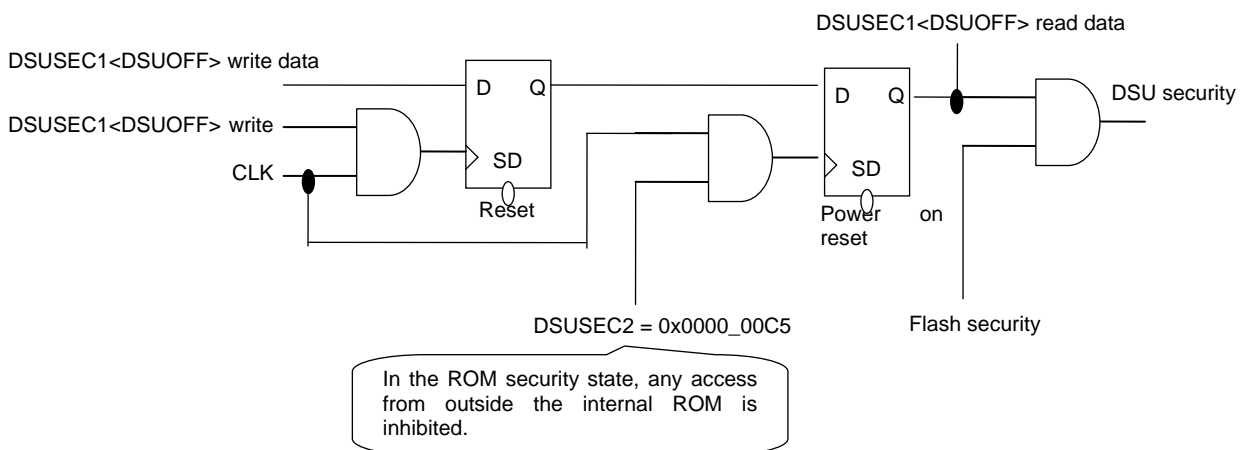 DSUSEC1<DSUOFF> read data
DSUSEC1<DSUOFF> write data
D Q
D Q
DSU security
DSUSEC1<DSUOFF> write
CLK
SD
SD
Reset
Power on
reset
DSUSEC2 = 0x0000_00C5
Flash security
In the ROM security state, any access
from outside the internal ROM is
inhibited.